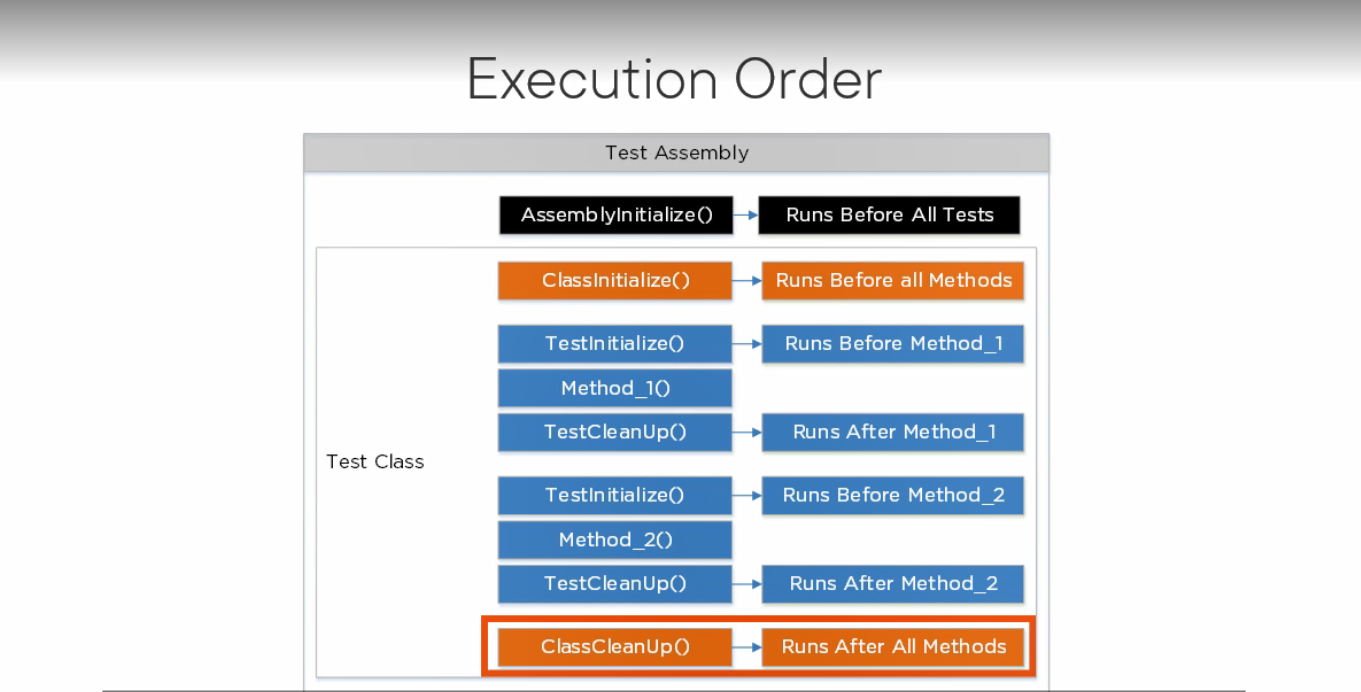 Execution Order
Test Assembly
AssemblyInitialize() Runs Before All Tests
ClassInitialize() Runs Before all Methods
TestInitialize() Runs Before Method_1
Method_1()
TestCleanUp() Runs After Method_1
Test Class
TestInitialize() Runs Before Method_2
Method_2()
TestCleanUp() Runs After Method_2
ClassCleanUp() Runs After All Methods